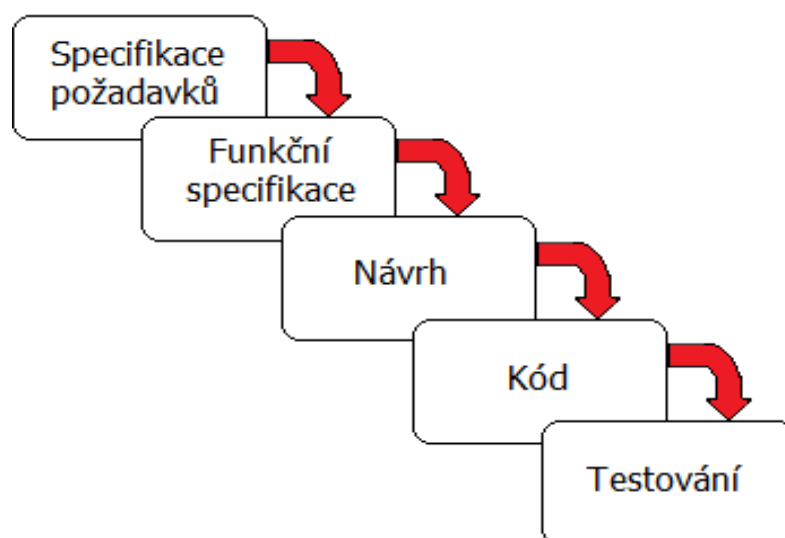 Specifikace
požadavků
Funkční
specifikace
Návrh
Kód
Testování